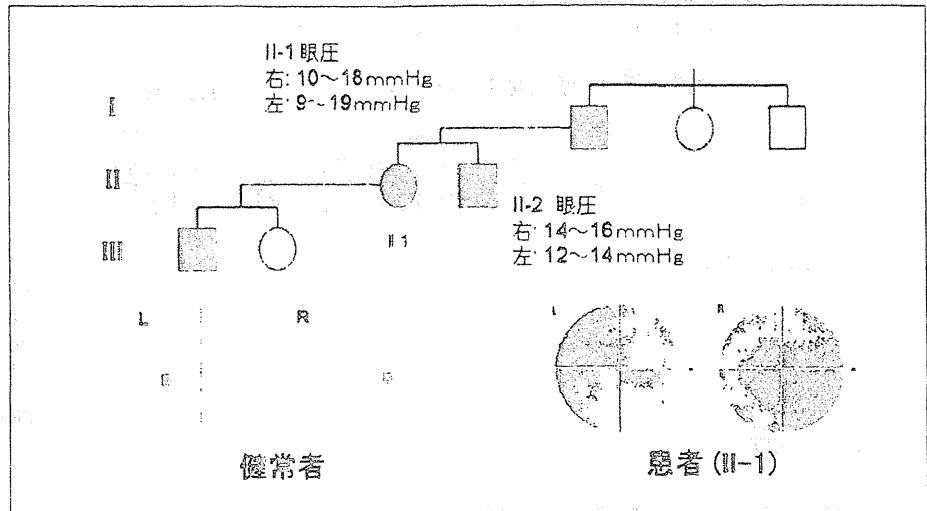 II-1 眼圧
右: 10～18mmHg
左: 9～19mmHg
I
II
II-2 眼圧
右: 14～16mmHg
左: 12～14mmHg
II 1
III
L
R
L
R
健常者
患者 (II-1)